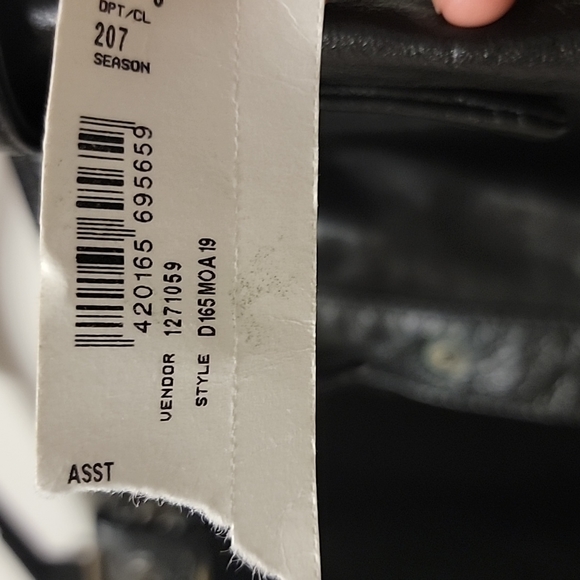 DPT/CL
207
SEASON
420165 695659
VENDOR 1271059
STYLE D165MOA19
ASST